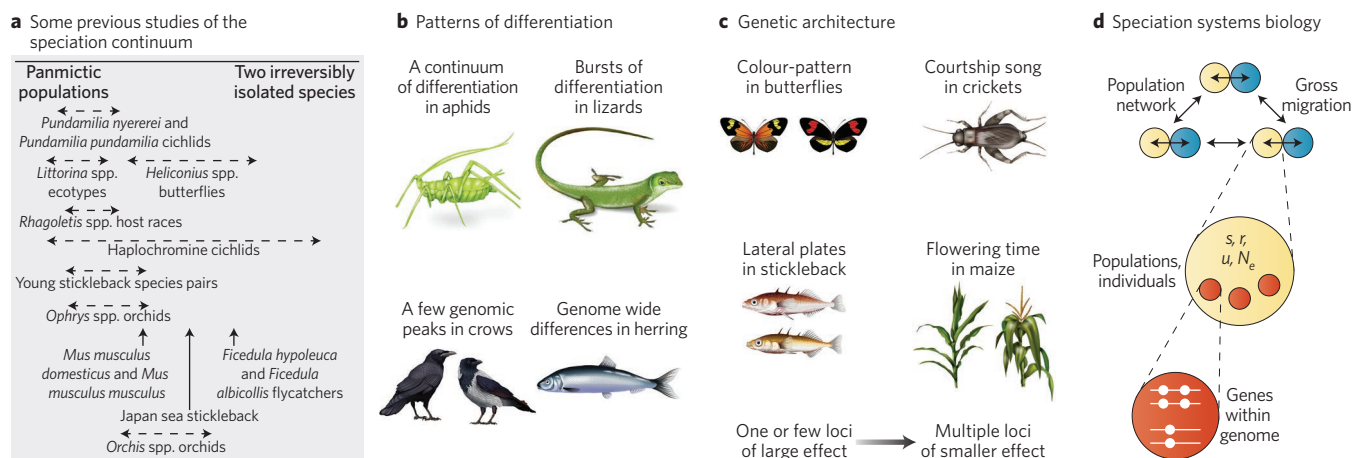 a Some previous studies of the
speciation continuum
Panmictic
populations
Two irreversibly
isolated species
Pundamilia nyererei and
Pundamilia pundamilia cichlids
Littorina spp.
ecotypes
Heliconius spp.
butterflies
Rhagoletis spp. host races
Haplochromine cichlids
Young stickleback species pairs
Ophrys spp. orchids
Mus musculus
domesticus and Mus
musculus musculus
Ficedula hypoleuca
and Ficedula
albicollis flycatchers
Japan sea stickleback
Orchis spp. orchids
b Patterns of differentiation
A continuum
of differentiation
in aphids
Bursts of
differentiation
in lizards
A few genomic
peaks in crows
Genome wide
differences in herring
c Genetic architecture
Colour-pattern
in butterflies
Courtship song
in crickets
Lateral plates
in stickleback
Flowering time
in maize
One or few loci
of large effect
Multiple loci
of smaller effect
d Speciation systems biology
Population
network
Gross
migration
Populations,
individuals
s, r,
u, Ne
Genes
within
genome